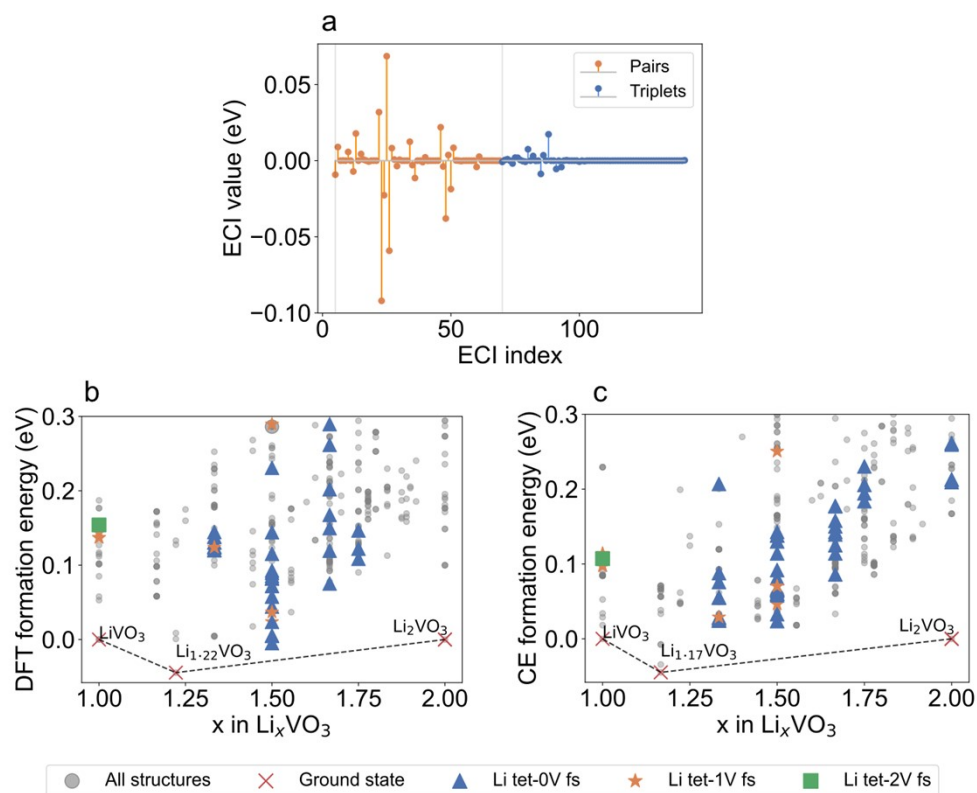 a
ECI value (eV)
0.05
0.00
−0.05
−0.10
Pairs
Triplets
0
50
100
ECI index
b
DFT formation energy (eV)
0.3
0.2
0.1
0.0
LiVO₃
Li₁.₂₂VO₃
Li₂VO₃
1.00
1.25
1.50
1.75
2.00
x in LiₓVO₃
c
CE formation energy (eV)
0.3
0.2
0.1
0.0
LiVO₃
Li₁.₁₇VO₃
Li₂VO₃
1.00
1.25
1.50
1.75
2.00
x in LiₓVO₃
All structures
Ground state
Li tet-0V fs
Li tet-1V fs
Li tet-2V fs